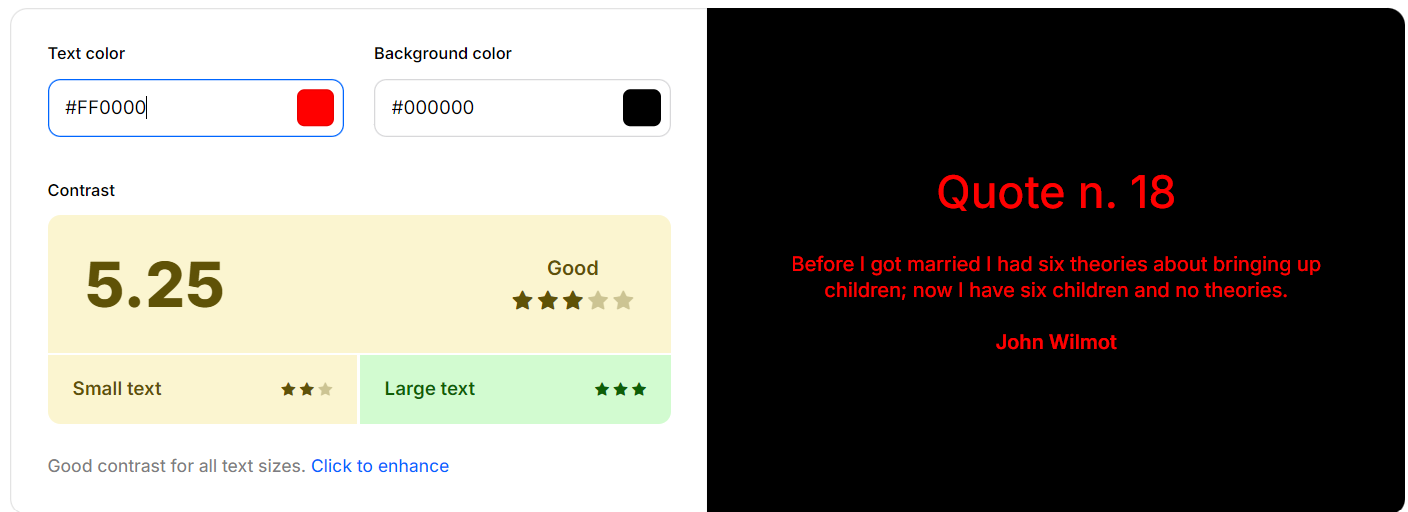 Text color
Background color
#FF0000
#000000
Contrast
5.25
Good
Small text
Large text
Good contrast for all text sizes. Click to enhance
Quote n. 18
Before I got married I had six theories about bringing up
children; now I have six children and no theories.
John Wilmot